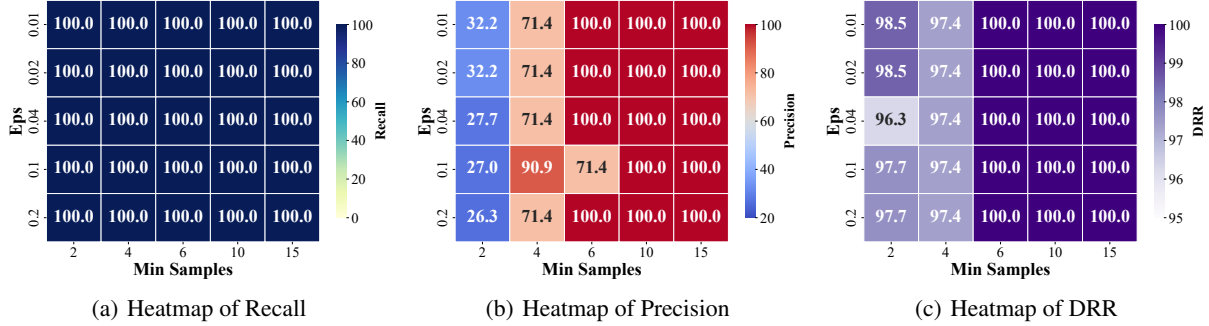 Eps
0.01 100.0 100.0 100.0 100.0 100.0
0.02 100.0 100.0 100.0 100.0 100.0
0.04 100.0 100.0 100.0 100.0 100.0
0.1 100.0 100.0 100.0 100.0 100.0
0.2 100.0 100.0 100.0 100.0 100.0
2 4 6 10 15
Min Samples
100
80
60
40
20
0
Recall
(a) Heatmap of Recall
0.01 32.2 71.4 100.0 100.0 100.0
0.02 32.2 71.4 100.0 100.0 100.0
0.04 27.7 71.4 100.0 100.0 100.0
0.1 27.0 90.9 71.4 100.0 100.0
0.2 26.3 71.4 100.0 100.0 100.0
Eps
2 4 6 10 15
Min Samples
100
80
60
40
20
Precision
(b) Heatmap of Precision
0.01 98.5 97.4 100.0 100.0 100.0
0.02 98.5 97.4 100.0 100.0 100.0
0.04 96.3 97.4 100.0 100.0 100.0
0.1 97.7 97.4 100.0 100.0 100.0
0.2 97.7 97.4 100.0 100.0 100.0
Eps
2 4 6 10 15
Min Samples
100
99
98
97
96
95
DRR
(c) Heatmap of DRR